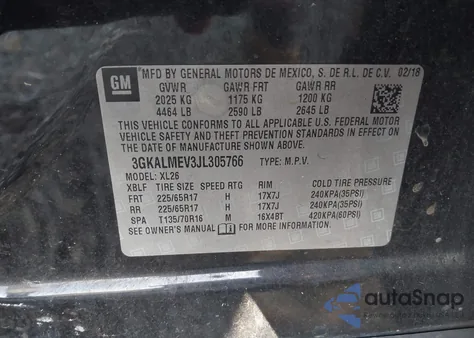 GM
MFD BY GENERAL MOTORS DE MEXICO, S. DE R.L. DE C.V. 02/18
GVWR GAWR FRT GAWR RR
2025 KG 1175 KG 1200 KG
4464 LB 2590 LB 2645 LB
THIS VEHICLE CONFORMS TO ALL APPLICABLE U.S. FEDERAL MOTOR
VEHICLE SAFETY AND THEFT PREVENTION STANDARDS IN EFFECT ON
THE DATE OF MANUFACTURE SHOWN ABOVE.
3GKALMEV3JL305766 TYPE: M.P.V.
MODEL: XL26
XBLF TIRE SIZE SPEED RTG RIM COLD TIRE PRESSURE
FRT 225/65R17 H 17X7J 240KPA(35PSI)
RR 225/65R17 H 17X7J 240KPA(35PSI)
SPA T135/70R16 M 16X4BT 420KPA(60PSI)
SEE OWNER'S MANUAL FOR ADDITIONAL INFORMATION.
autoSnap